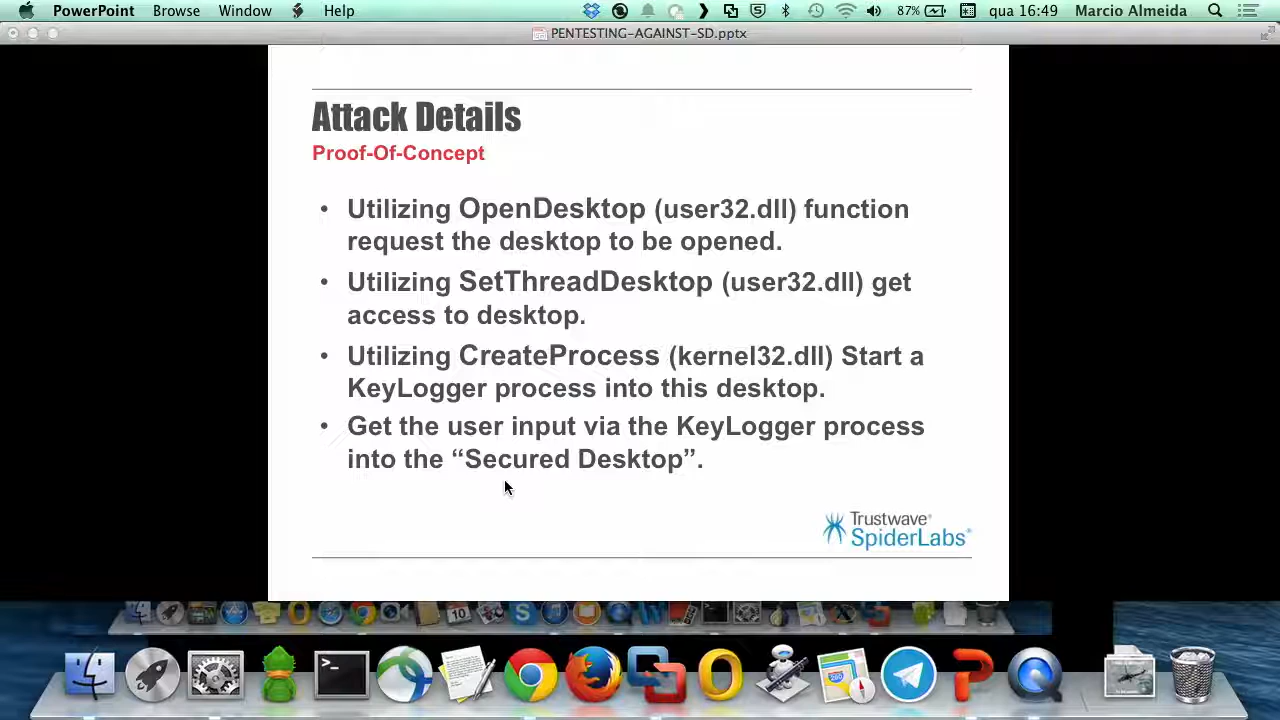 PowerPoint Browse Window Help 87% qua 16:49 Marcio Almeida
PENTESTING-AGAINST-SD.pptx
Attack Details
Proof-Of-Concept
• Utilizing OpenDesktop (user32.dll) function
request the desktop to be opened.
• Utilizing SetThreadDesktop (user32.dll) get
access to desktop.
• Utilizing CreateProcess (kernel32.dll) Start a
KeyLogger process into this desktop.
• Get the user input via the KeyLogger process
into the “Secured Desktop”.
Trustwave®
SpiderLabs®